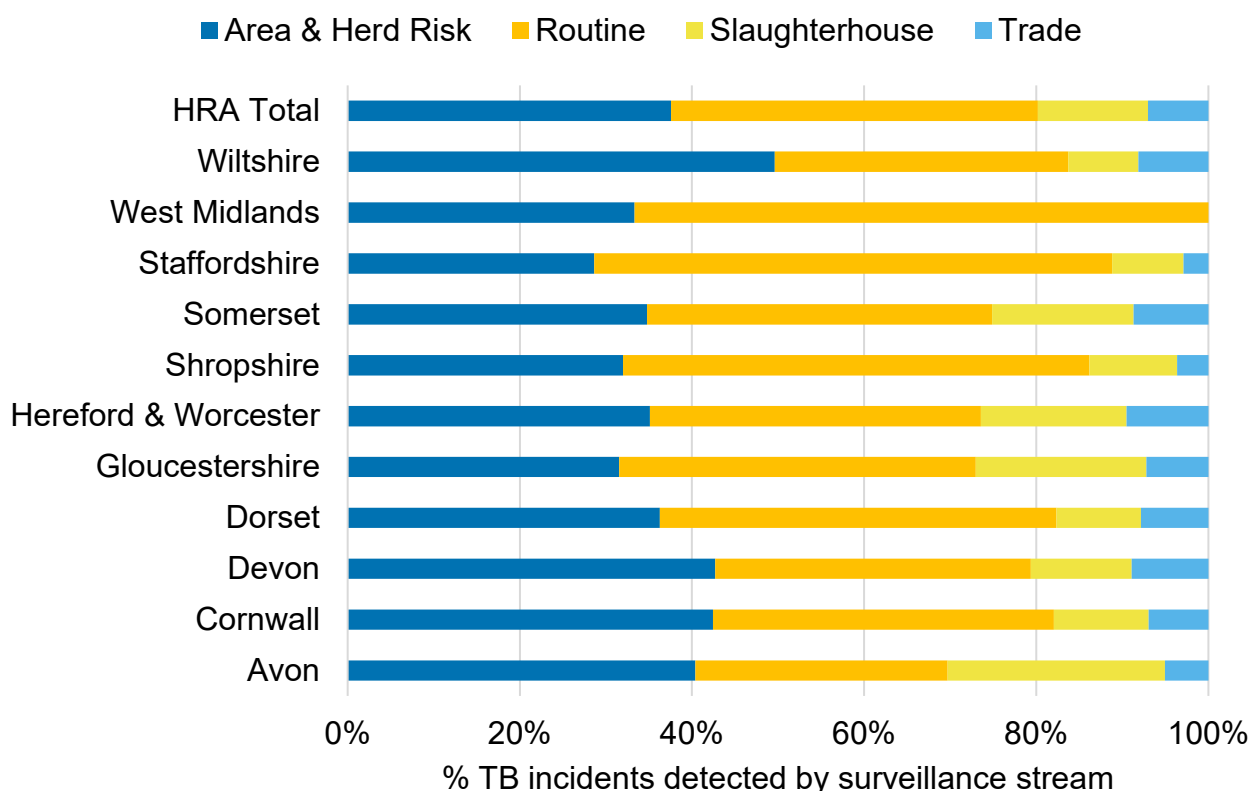 Area & Herd Risk Routine Slaughterhouse Trade
HRA Total
Wiltshire
West Midlands
Staffordshire
Somerset
Shropshire
Hereford & Worcester
Gloucestershire
Dorset
Devon
Cornwall
Avon
0% 20% 40% 60% 80% 100%
% TB incidents detected by surveillance stream